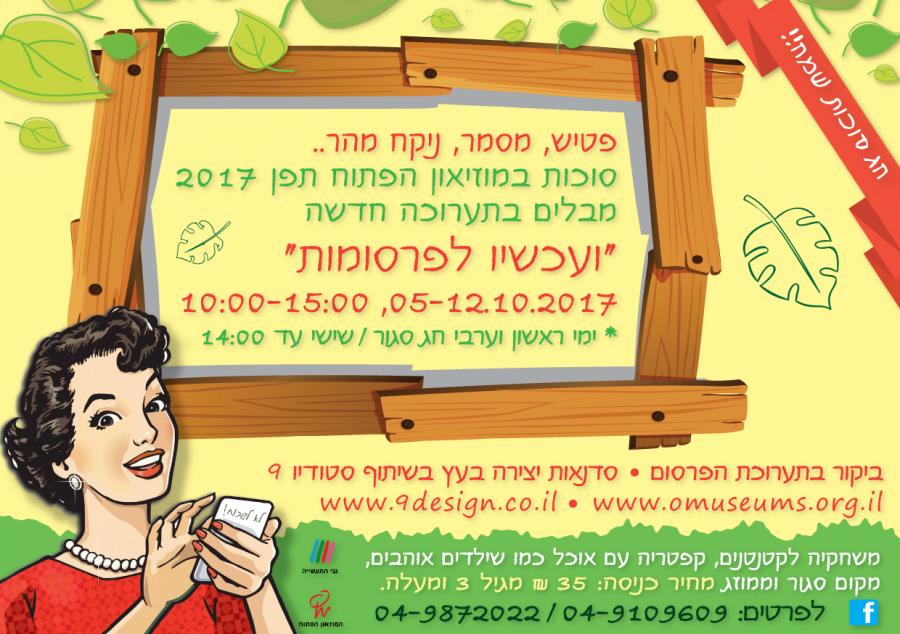 חג סוכות שמח!!
פטיש, מסמר, ניקח מהר..
סוכות במוזיאון הפתוח תפן 2017
מבלים בתערוכה חדשה
"ועכשיו לפרסומות"
05-12.10.2017, 10:00-15:00
* ימי ראשון וערבי חג סגור / שישי עד 14:00
ביקור בתערוכת הפרסום • סדנאות יצירה בעץ בשיתוף סטודיו 9
www.9design.co.il • www.omuseums.org.il
לא לשכוח!
משחקיה לקטנטנים, קפטריה עם אוכל כמו שילדים אוהבים,
מקום סגור וממוזג. מחיר כניסה: 35 ₪ מגיל 3 ומעלה.
לפרטים: 04-9872022 / 04-9109609
f
גני התעשייה
המוזאון הפתוח